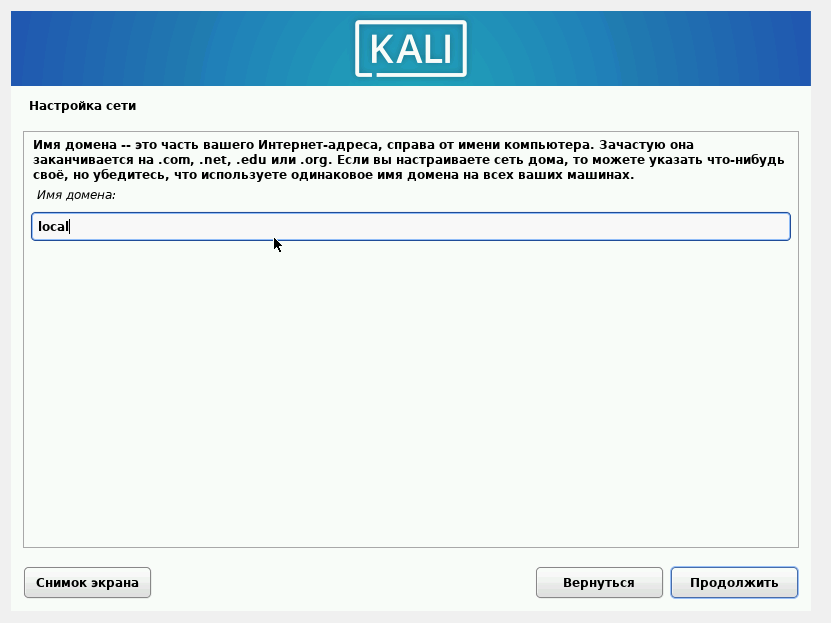 KALI
Настройка сети
Имя домена -- это часть вашего Интернет-адреса, справа от имени компьютера. Зачастую она
заканчивается на .com, .net, .edu или .org. Если вы настраиваете сеть дома, то можете указать что-нибудь
своё, но убедитесь, что используете одинаковое имя домена на всех ваших машинах.
Имя домена:
local
Снимок экрана
Вернуться
Продолжить